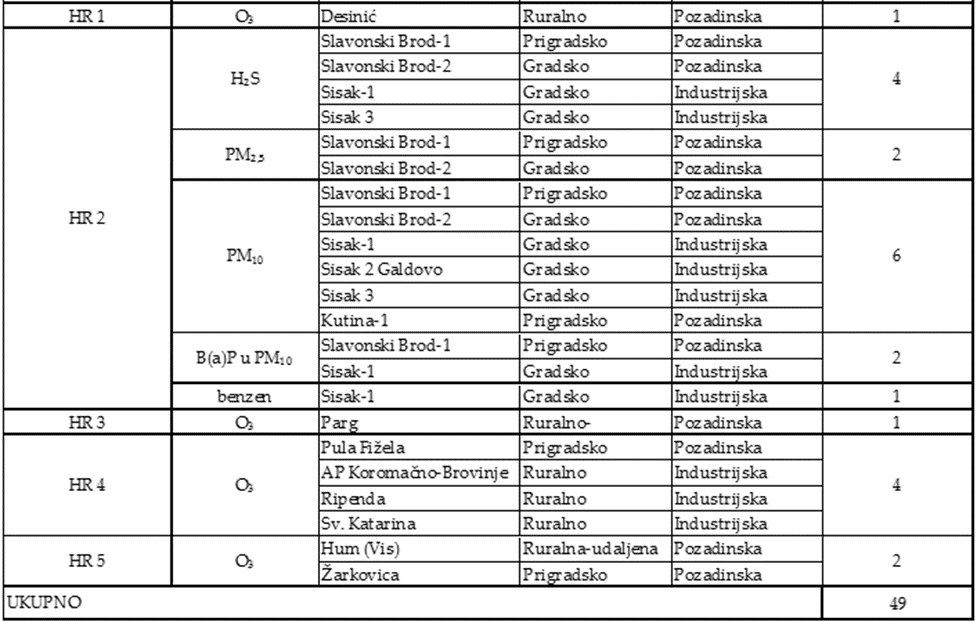 HR 1 O₃ Desinić Ruralno Pozadinska 1
HR 2 H₂S Slavonski Brod-1 Prigradsko Pozadinska 4
Slavonski Brod-2 Gradsko Pozadinska
Sisak-1 Gradsko Industrijska
Sisak 3 Gradsko Industrijska
PM₂,₅ Slavonski Brod-1 Prigradsko Pozadinska 2
Slavonski Brod-2 Gradsko Pozadinska
PM₁₀ Slavonski Brod-1 Prigradsko Pozadinska 6
Slavonski Brod-2 Gradsko Pozadinska
Sisak-1 Gradsko Industrijska
Sisak 2 Galdovo Gradsko Industrijska
Sisak 3 Gradsko Industrijska
Kutina-1 Prigradsko Pozadinska
B(a)P u PM₁₀ Slavonski Brod-1 Prigradsko Pozadinska 2
Sisak-1 Gradsko Industrijska
benzen Sisak-1 Gradsko Industrijska 1
HR 3 O₃ Parg Ruralno- Pozadinska 1
HR 4 O₃ Pula Fižela Prigradsko Pozadinska 4
AP Koromačno-Brovinje Ruralno Industrijska
Ripenda Ruralno Industrijska
Sv. Katarina Ruralno Industrijska
HR 5 O₃ Hum (Vis) Ruralna-udaljena Pozadinska 2
Žarkovica Prigradsko Pozadinska
UKUPNO 49